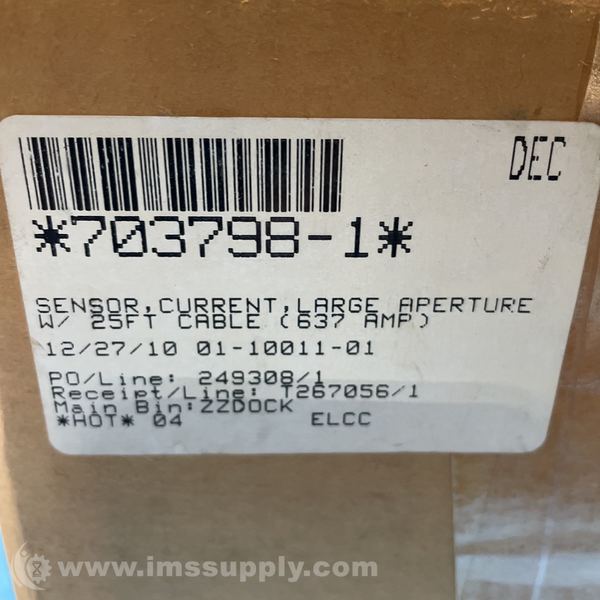 DEC
*703798-1*
SENSOR,CURRENT,LARGE APERTURE
W/ 25FT CABLE (637 AMP)
12/27/10 01-10011-01
PO/Line: 249308/1
Receipt/Line: T267056/1
Main Bin:ZZDOCK
*HOT* 04 ELCC
www.imssupply.com